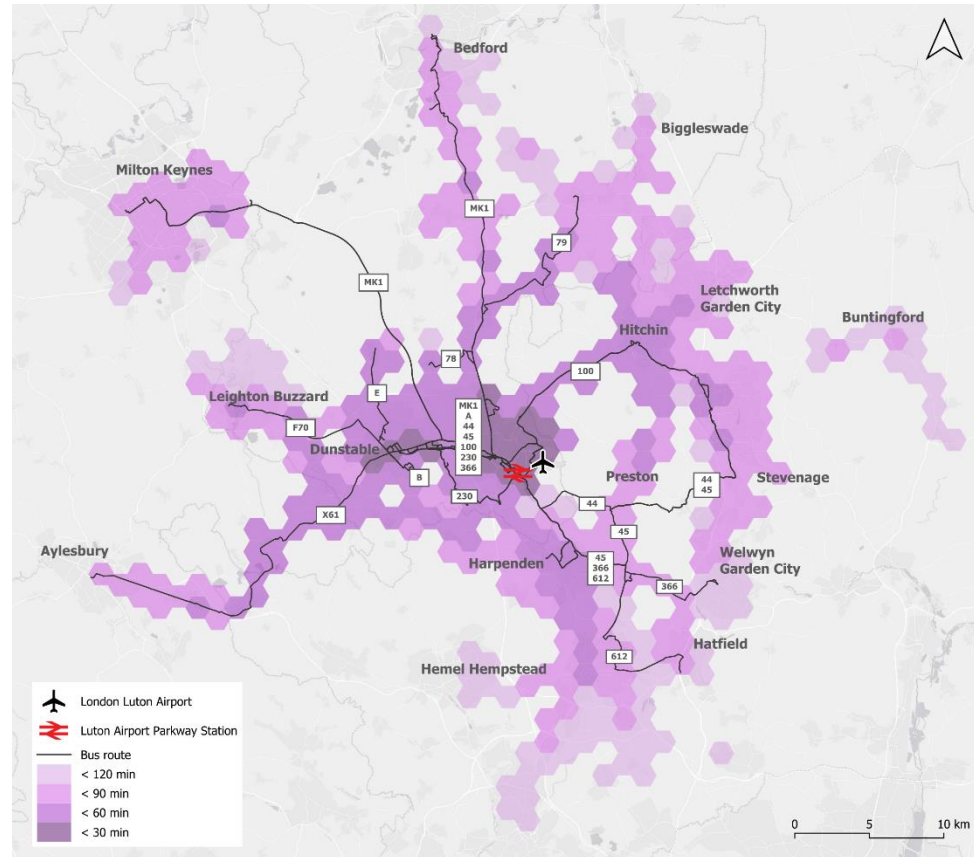 Bedford
Biggleswade
Milton Keynes
MK1
79
MK1
Letchworth
Garden City
Buntingford
Hitchin
78
100
E
Leighton Buzzard
MK1
A
44
45
100
230
366
F70
Dunstable
B
Preston
Stevenage
44
45
230
44
X61
45
Aylesbury
Harpenden
45
366
612
Welwyn
Garden City
366
Hatfield
612
Hemel Hempstead
London Luton Airport
Luton Airport Parkway Station
Bus route
< 120 min
< 90 min
< 60 min
< 30 min
0 5 10 km